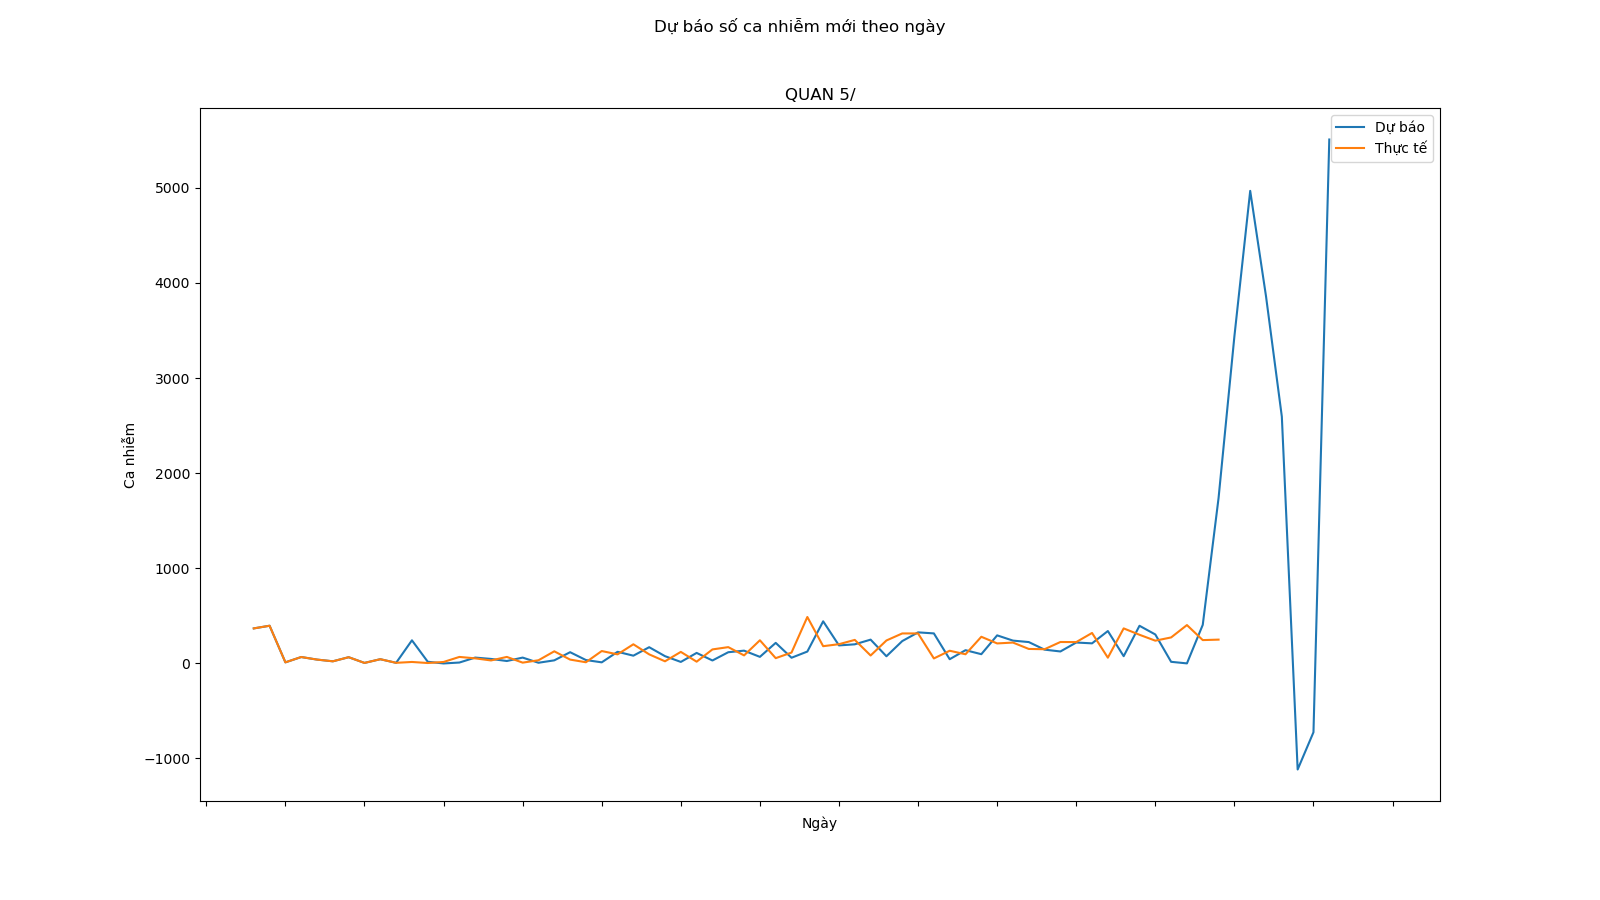 Dự báo số ca nhiễm mới theo ngày
QUAN 5/
Dự báo
Thực tế
5000
4000
3000
2000
1000
0
−1000
Ca nhiễm
Ngày